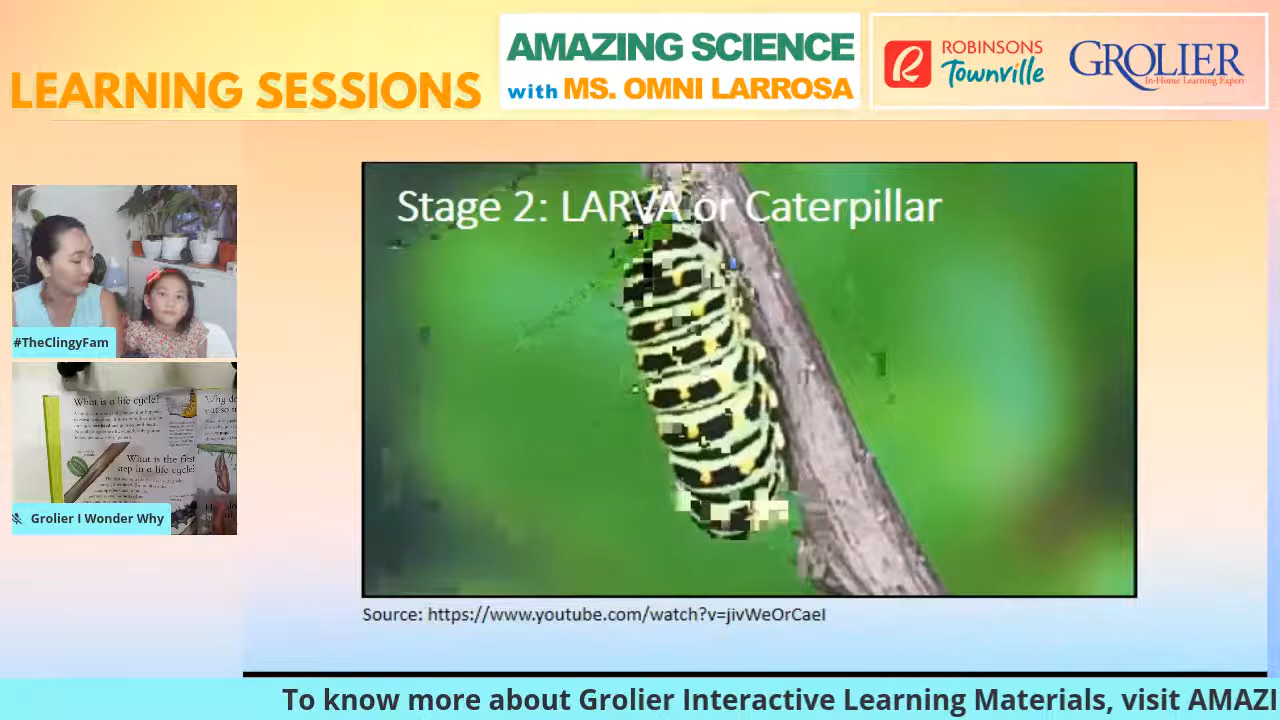 LEARNING SESSIONS
AMAZING SCIENCE
with MS. OMNI LARROSA
ROBINSONS
Townville
GROLIER
In-Home Learning Expert
Stage 2: LARVA or Caterpillar
#TheClingyFam
What is a life cycle?
What is the first
step in a life cycle?
Grolier I Wonder Why
Source: https://www.youtube.com/watch?v=jivWeOrCaeI
To know more about Grolier Interactive Learning Materials, visit AMAZI